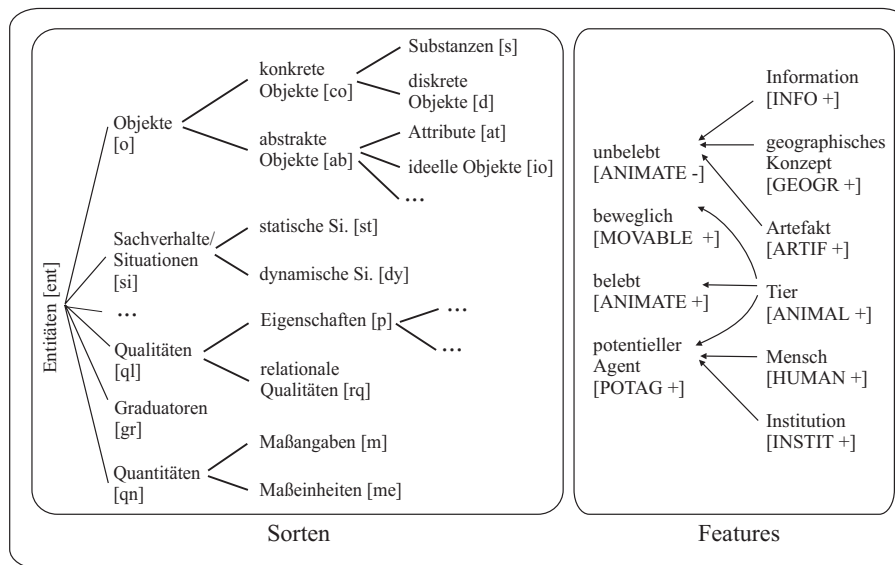 Entitäten [ent]
Objekte
[o]
konkrete
Objekte [co]
Substanzen [s]
diskrete
Objekte [d]
abstrakte
Objekte [ab]
Attribute [at]
ideelle Objekte [io]
...
Sachverhalte/
Situationen
[si]
statische Si. [st]
dynamische Si. [dy]
...
Qualitäten
[ql]
Eigenschaften [p]
...
...
relationale
Qualitäten [rq]
Graduatoren
[gr]
Quantitäten
[qn]
Maßangaben [m]
Maßeinheiten [me]
Sorten
unbelebt
[ANIMATE -]
beweglich
[MOVABLE +]
belebt
[ANIMATE +]
potentieller
Agent
[POTAG +]
Information
[INFO +]
geographisches
Konzept
[GEOGR +]
Artefakt
[ARTIF +]
Tier
[ANIMAL +]
Mensch
[HUMAN +]
Institution
[INSTIT +]
Features